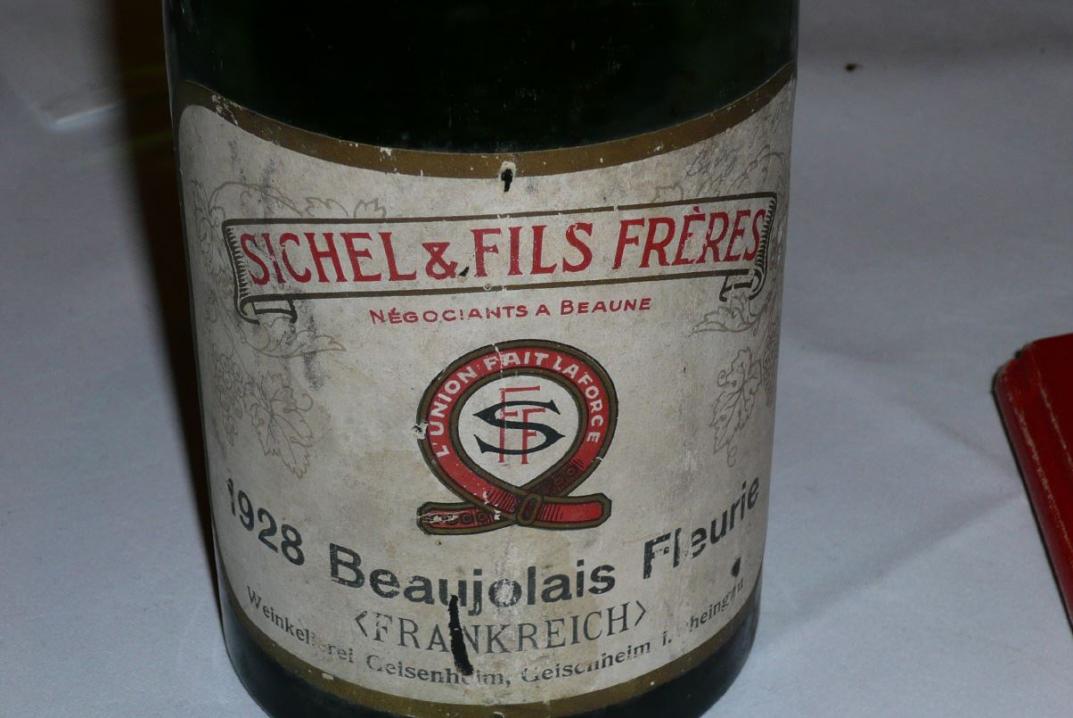 SICHEL & FILS FRÈRES
NÉGOCIANTS A BEAUNE
L'UNION FAIT LA FORCE
SFF
1928 Beaujolais Fleurie
<FRANKREICH>
Weinkellerei Geisenheim, Geisenheim i. Rheingau